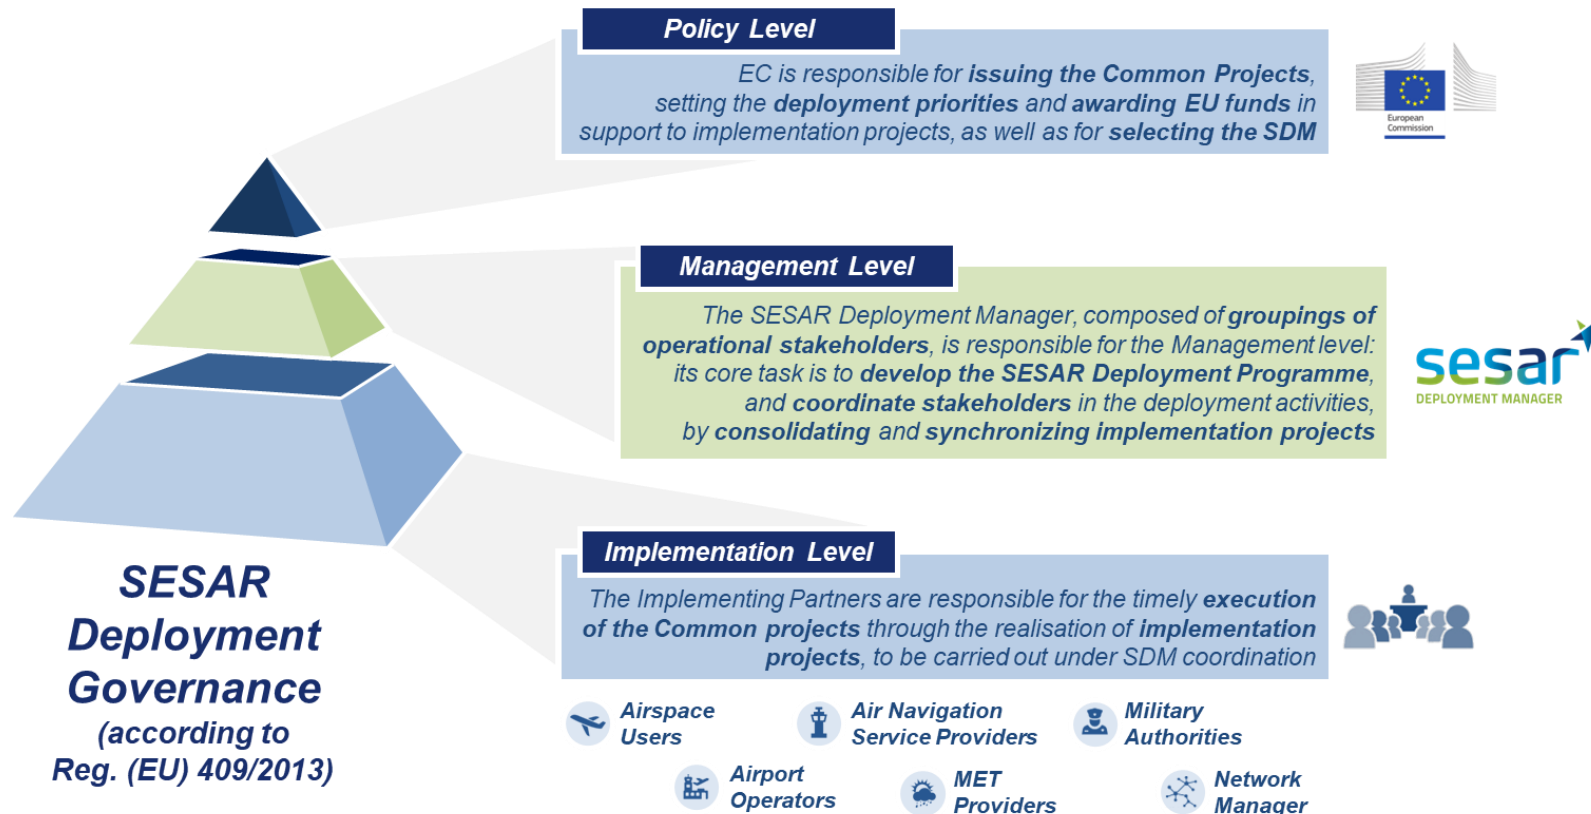 Policy Level
EC is responsible for issuing the Common Projects,
setting the deployment priorities and awarding EU funds in
support to implementation projects, as well as for selecting the SDM
European
Commission
Management Level
The SESAR Deployment Manager, composed of groupings of
operational stakeholders, is responsible for the Management level:
its core task is to develop the SESAR Deployment Programme,
and coordinate stakeholders in the deployment activities,
by consolidating and synchronizing implementation projects
sesar
DEPLOYMENT MANAGER
Implementation Level
The Implementing Partners are responsible for the timely execution
of the Common projects through the realisation of implementation
projects, to be carried out under SDM coordination
SESAR
Deployment
Governance
(according to
Reg. (EU) 409/2013)
Airspace
Users
Air Navigation
Service Providers
Military
Authorities
Airport
Operators
MET
Providers
Network
Manager